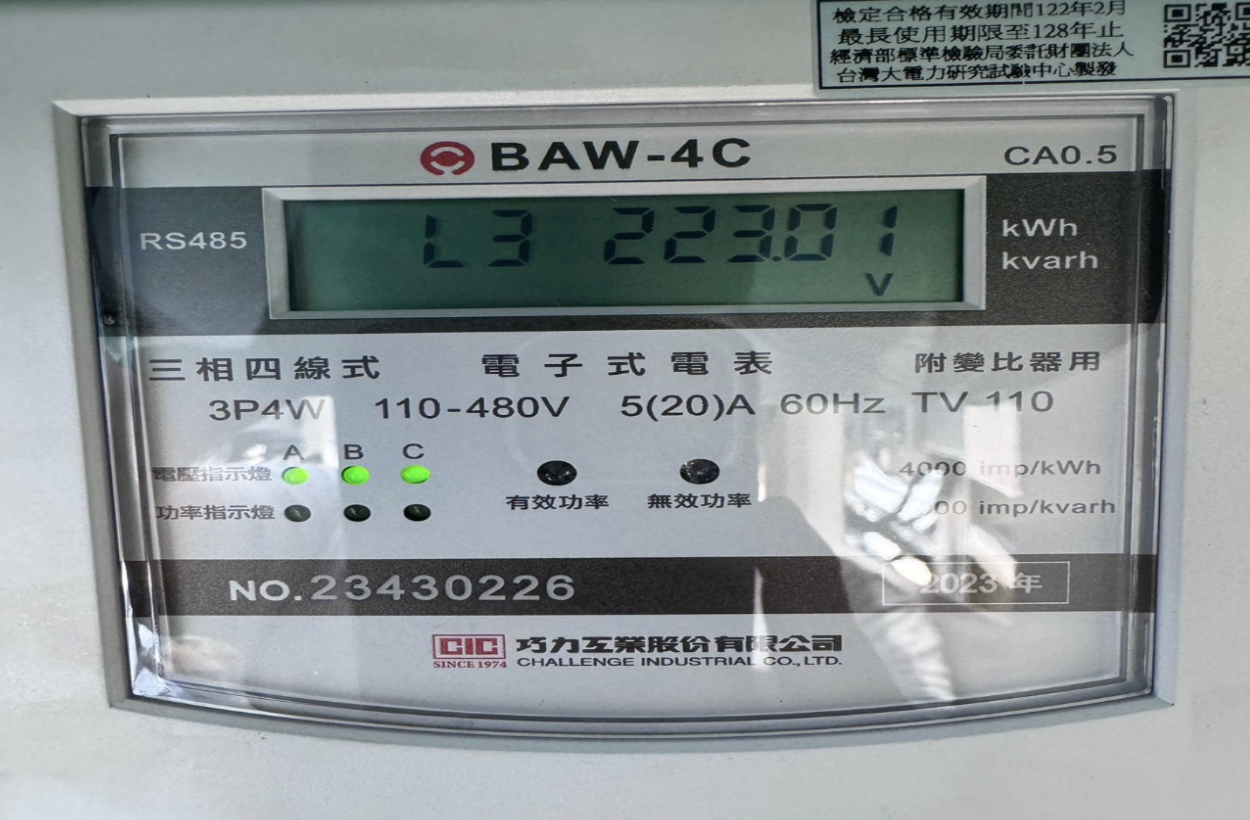 檢定合格有效期間122年2月
最長使用期限至128年止
經濟部標準檢驗局委託財團法人
台灣大電力研究試驗中心製發
BAW-4C
CA0.5
RS485
L3 223.01
V
kWh
kvarh
三相四線式 電子式電表 附變比器用
3P4W 110-480V 5(20)A 60Hz TV 110
A B C
電壓指示燈
4000 imp/kWh
功率指示燈
有效功率 無效功率
imp/kvarh
NO.23430226
2023年
CIC 巧力工業股份有限公司
SINCE 1974 CHALLENGE INDUSTRIAL CO., LTD.